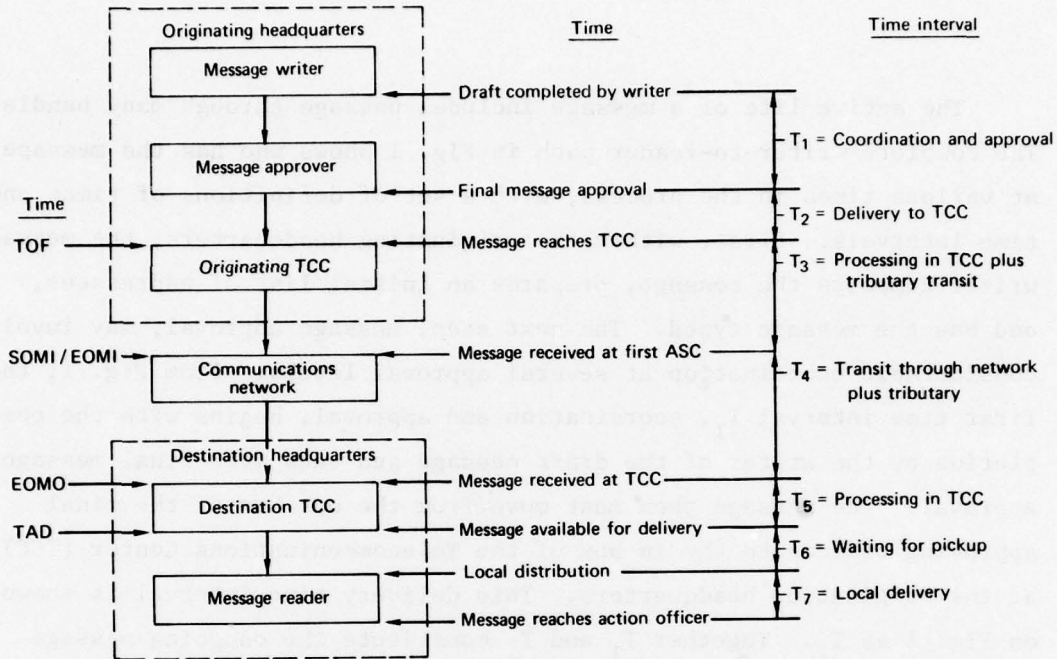 Originating headquarters
Time
Time interval
Message writer
Draft completed by writer
T1 = Coordination and approval
Message approver
Final message approval
Time
T2 = Delivery to TCC
TOF
Message reaches TCC
Originating TCC
T3 = Processing in TCC plus
tributary transit
SOMI / EOMI
Message received at first ASC
Communications
network
T4 = Transit through network
plus tributary
Destination headquarters
EOMO
Message received at TCC
T5 = Processing in TCC
Destination TCC
TAD
Message available for delivery
T6 = Waiting for pickup
Local distribution
Message reader
T7 = Local delivery
Message reaches action officer